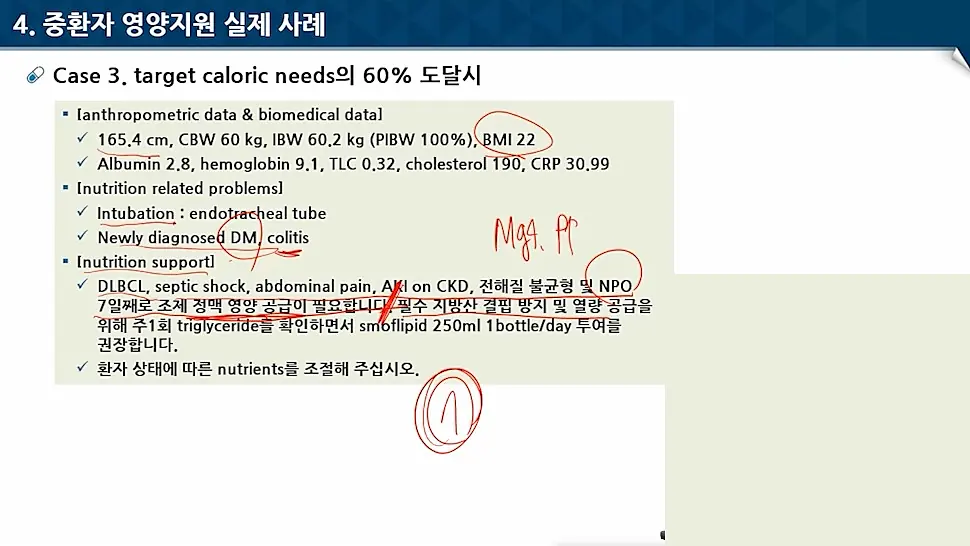 4. 중환자 영양지원 실제 사례
Case 3. target caloric needs의 60% 도달시
[anthropometric data & biomedical data]
165.4 cm, CBW 60 kg, IBW 60.2 kg (PIBW 100%), BMI 22
Albumin 2.8, hemoglobin 9.1, TLC 0.32, cholesterol 190, CRP 30.99
[nutrition related problems]
Intubation : endotracheal tube
Newly diagnosed DM, colitis
[nutrition support]
DLBCL, septic shock, abdominal pain, AKI on CKD, 전해질 불균형 및 NPO
7일째로 조제 정맥 영양 공급이 필요합니다. 필수 지방산 결핍 방지 및 열량 공급을
위해 주1회 triglyceride를 확인하면서 smoflipid 250ml 1bottle/day 투여를
권장합니다.
환자 상태에 따른 nutrients를 조절해 주십시오.